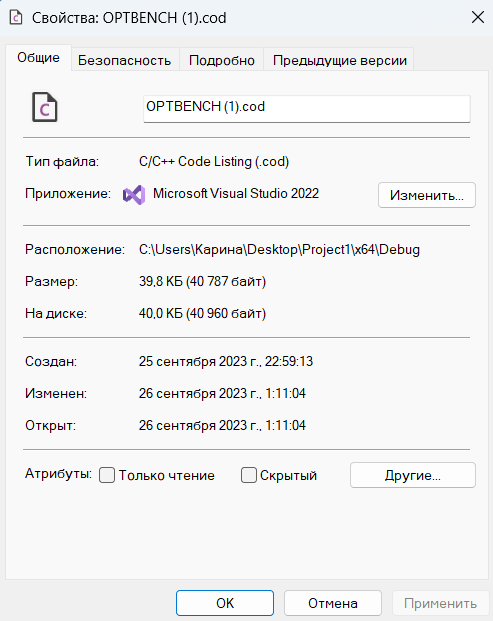 Свойства: OPTBENCH (1).cod
Общие Безопасность Подробно Предыдущие версии
OPTBENCH (1).cod
Тип файла: C/C++ Code Listing (.cod)
Приложение: Microsoft Visual Studio 2022 Изменить...
Расположение: C:\Users\Карина\Desktop\Project1\x64\Debug
Размер: 39,8 КБ (40 787 байт)
На диске: 40,0 КБ (40 960 байт)
Создан: 25 сентября 2023 г., 22:59:13
Изменен: 26 сентября 2023 г., 1:11:04
Открыт: 26 сентября 2023 г., 1:11:04
Атрибуты: Только чтение Скрытый Другие...
OK Отмена Применить